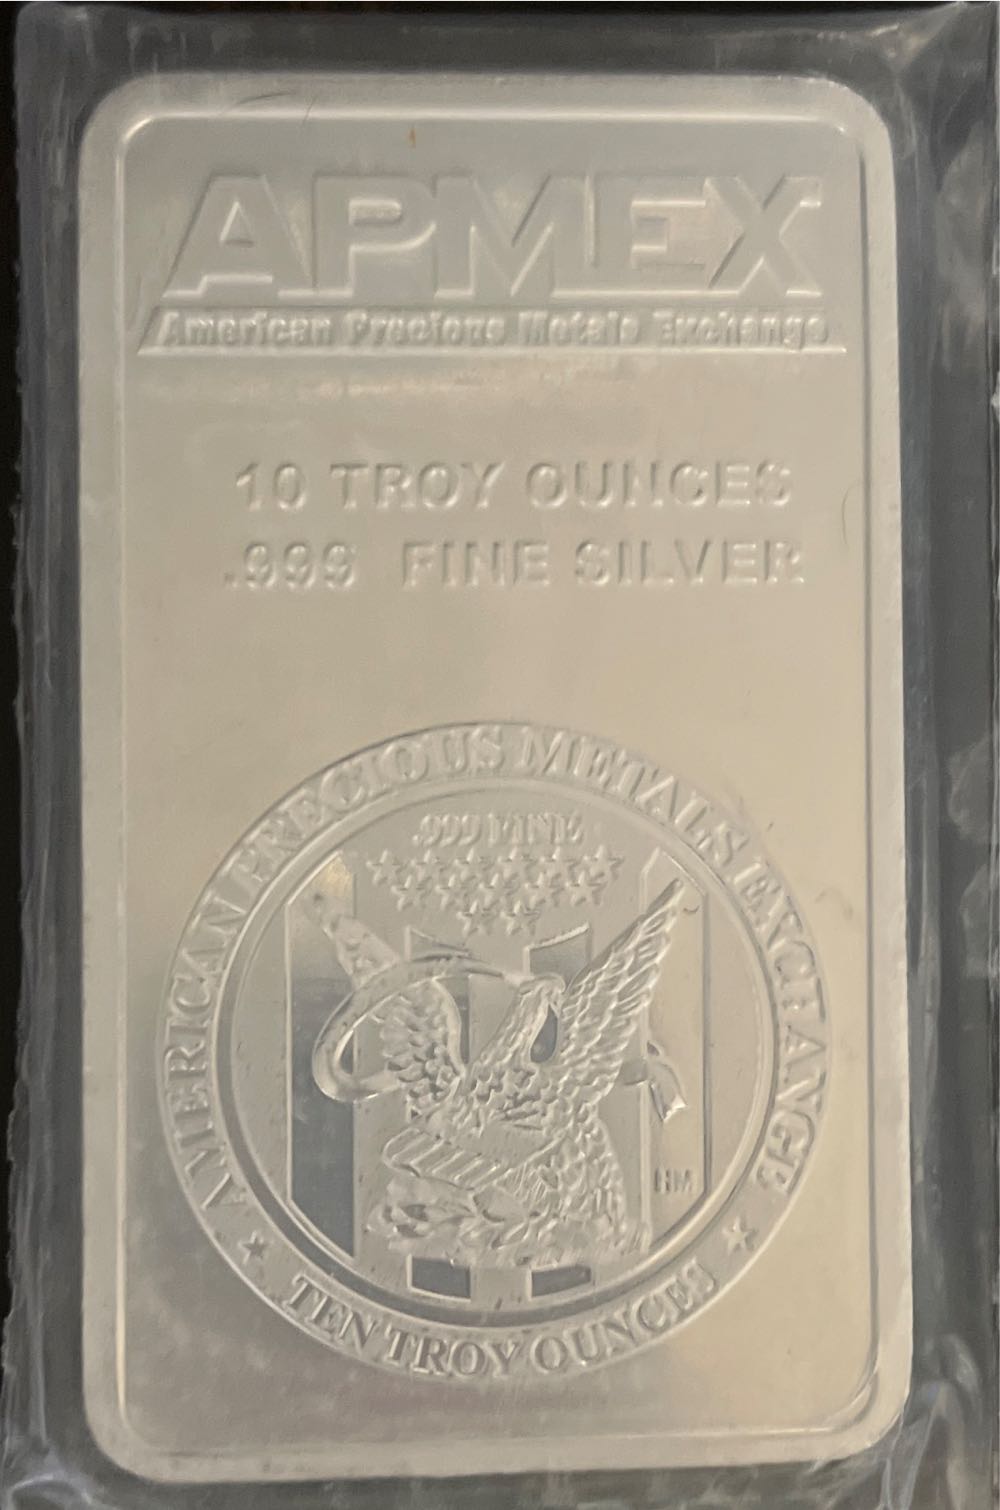 APMEX
American Precious Metals Exchange
10 TROY OUNCES
.999 FINE SILVER
AMERICAN PRECIOUS METALS EXCHANGE
.999 FINE
HM
★ TEN TROY OUNCES ★